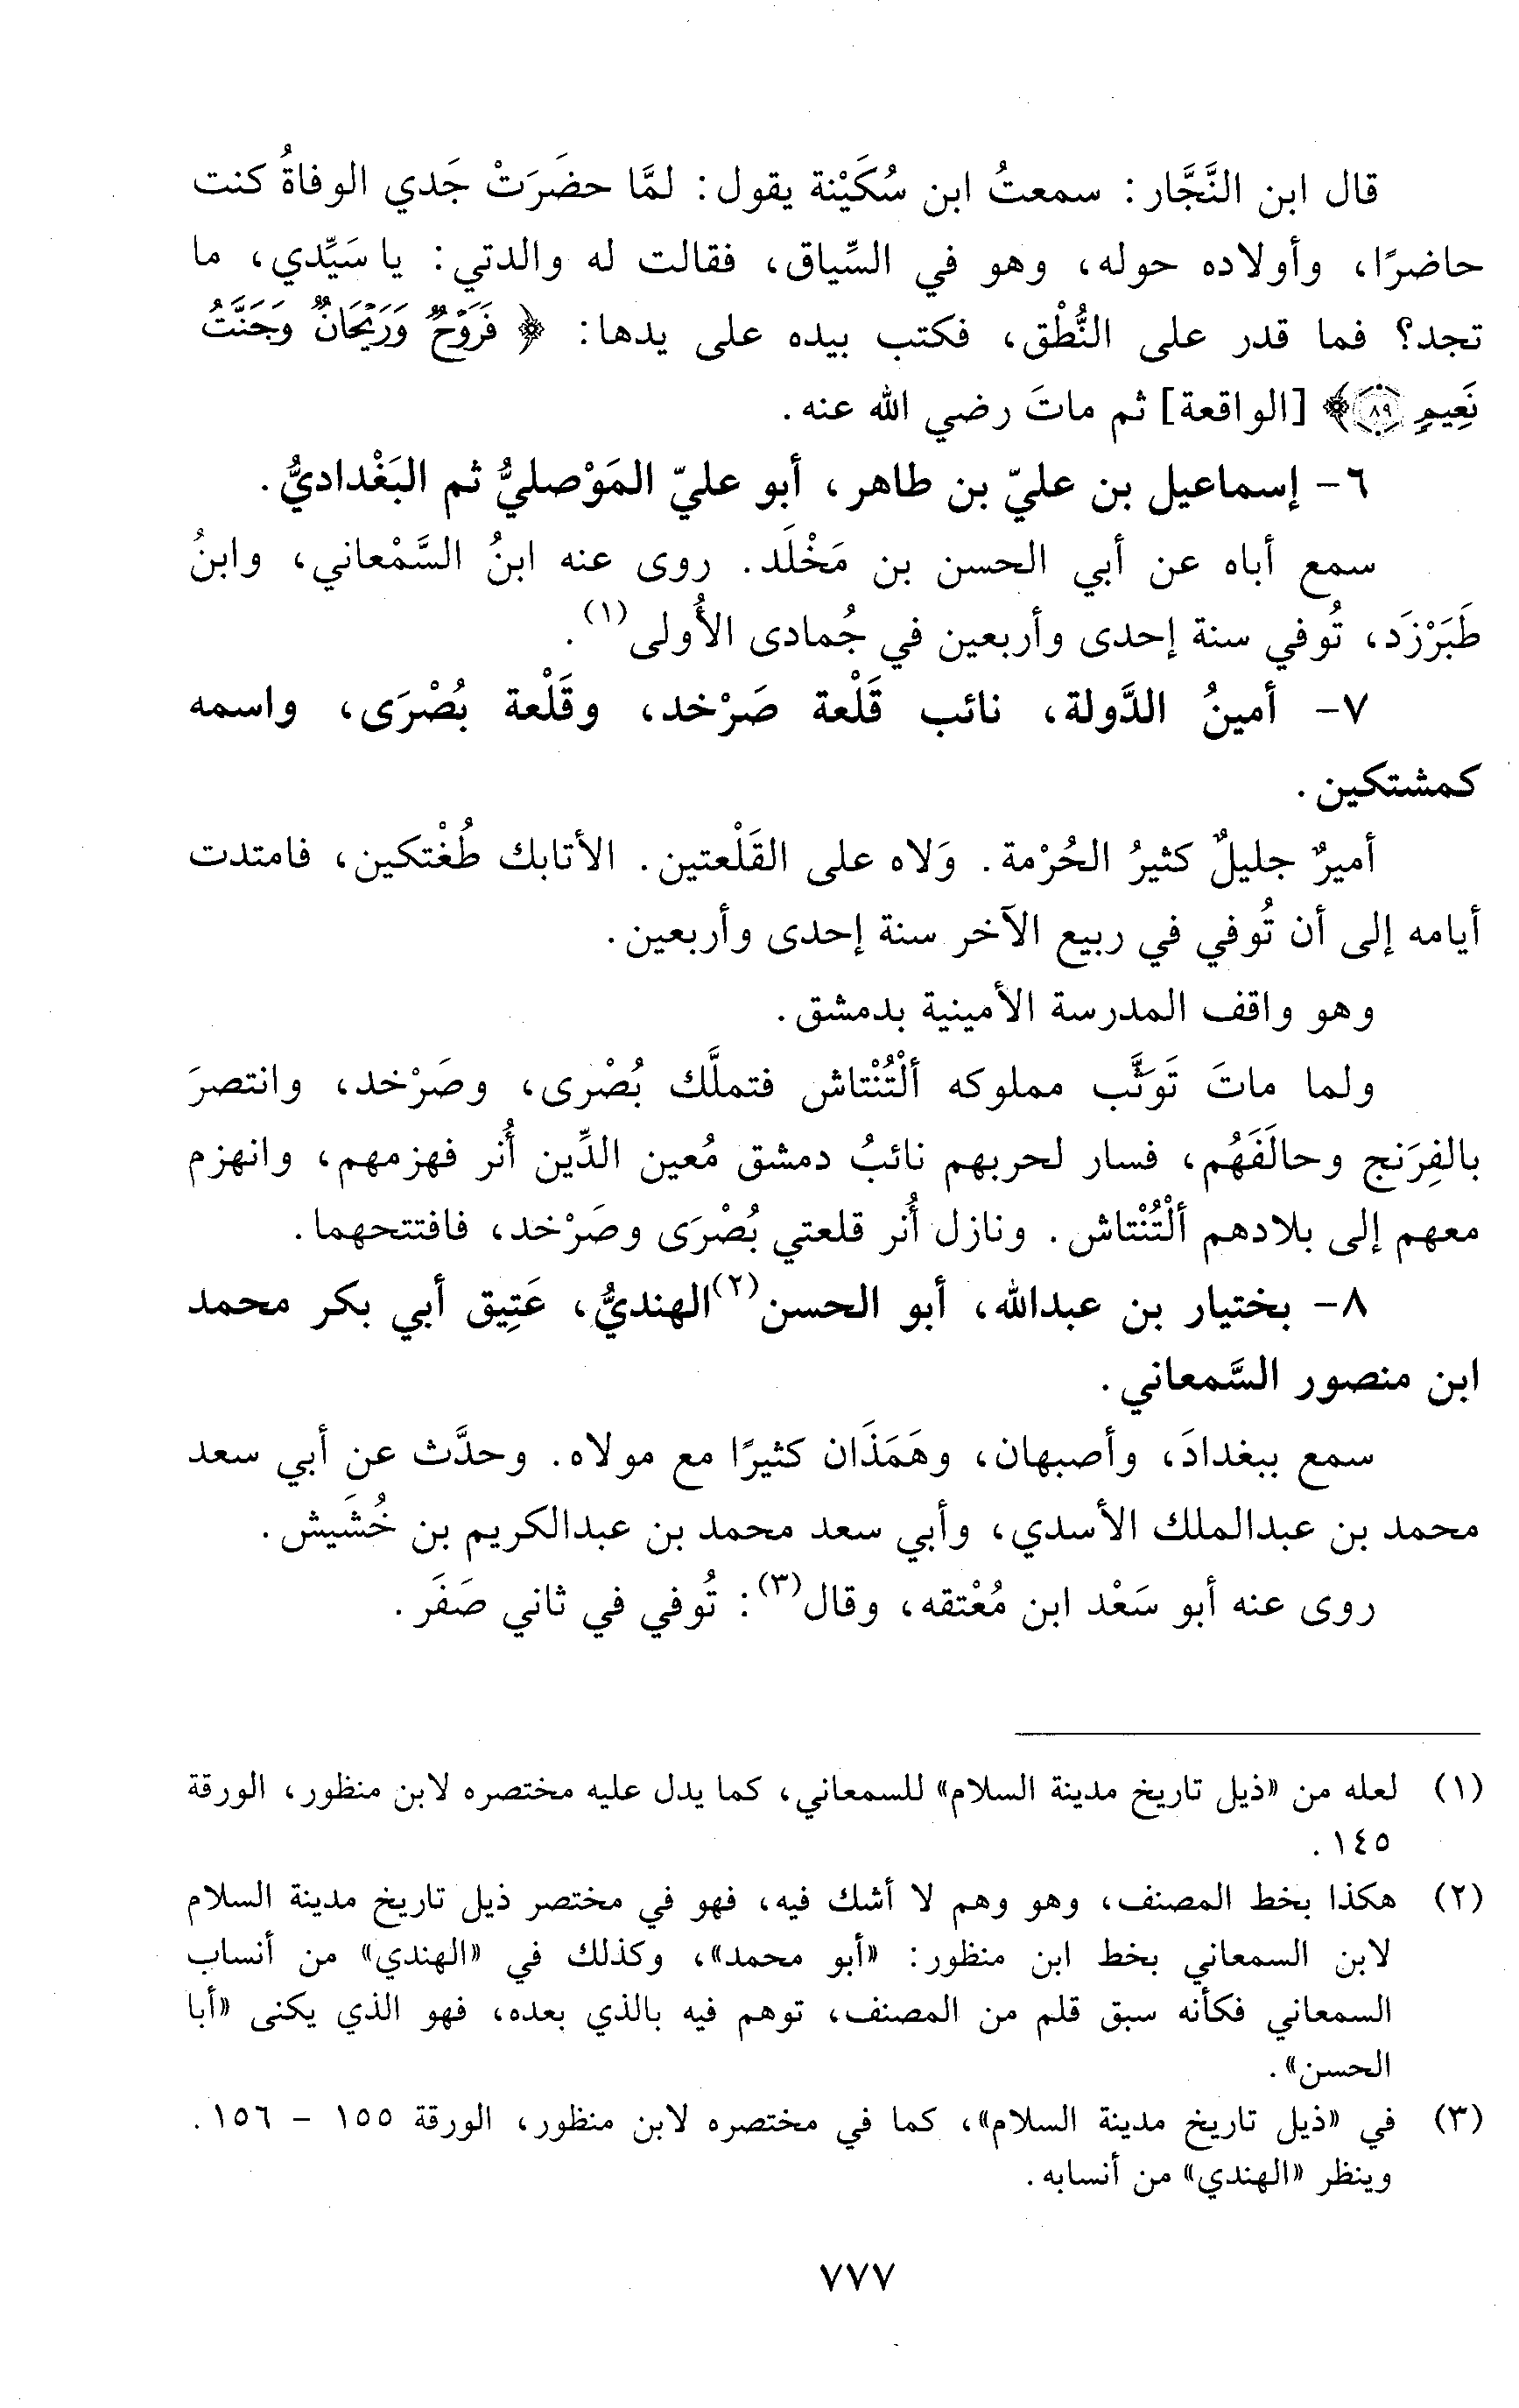 قال ابن النَّجَّار: سمعتُ ابن سُكَيْنة يقول: لمَّا حضَرَتْ جَدي الوفاةُ كنت
حاضرًا، وأولاده حوله، وهو في السِّياق، فقالت له والدتي: يا سَيِّدي، ما
تجد؟ فما قدر على النُّطْق، فكتب بيده على يدها: ﴿ فَرَوْحٌ وَرَيْحَانٌ وَجَنَّتُ
نَعِيمٍ ٨٩﴾ [الواقعة] ثم ماتَ رضي الله عنه.
٦- إسماعيل بن عليّ بن طاهر، أبو عليّ المَوْصليُّ ثم البَغْداديُّ.
سمع أباه عن أبي الحسن بن مَخْلَد. روى عنه ابنُ السَّمْعاني، وابنُ
طَبَرْزَد، تُوفي سنة إحدى وأربعين في جُمادى الأُولى(١).
٧- أمينُ الدَّولة، نائب قَلْعة صَرْخد، وقَلْعة بُصْرَى، واسمه
كمشتكين.
أميرٌ جليلٌ كثيرُ الحُرْمة. وَلاه على القَلْعتين. الأتابك طُغْتكين، فامتدت
أيامه إلى أن تُوفي في ربيع الآخر سنة إحدى وأربعين.
وهو واقف المدرسة الأمينية بدمشق.
ولما ماتَ تَوَثَّب مملوكه ألْتُنْتاش فتملَّك بُصْرى، وصَرْخد، وانتصرَ
بالفِرَنج وحالَفَهُم، فسار لحربهم نائبُ دمشق مُعين الدِّين أُنر فهزمهم، وانهزم
معهم إلى بلادهم ألْتُنْتاش. ونازل أُنر قلعتي بُصْرَى وصَرْخد، فافتتحهما.
٨- بختيار بن عبدالله، أبو الحسن(٢) الهنديُّ، عَتِيق أبي بكر محمد
ابن منصور السَّمعاني.
سمع ببغدادَ، وأصبهان، وهَمَذَان كثيرًا مع مولاه. وحدَّث عن أبي سعد
محمد بن عبدالملك الأسدي، وأبي سعد محمد بن عبدالكريم بن خُشَيش.
روى عنه أبو سَعْد ابن مُعْتقه، وقال(٣): تُوفي في ثاني صَفَر.
(١) لعله من «ذيل تاريخ مدينة السلام» للسمعاني، كما يدل عليه مختصره لابن منظور، الورقة
١٤٥.
(٢) هكذا بخط المصنف، وهو وهم لا أشك فيه، فهو في مختصر ذيل تاريخ مدينة السلام
لابن السمعاني بخط ابن منظور: «أبو محمد»، وكذلك في «الهندي» من أنساب
السمعاني فكأنه سبق قلم من المصنف، توهم فيه بالذي بعده، فهو الذي يكنى «أبا
الحسن».
(٣) في «ذيل تاريخ مدينة السلام»، كما في مختصره لابن منظور، الورقة ١٥٥ - ١٥٦.
وينظر «الهندي» من أنسابه.
٧٧٧